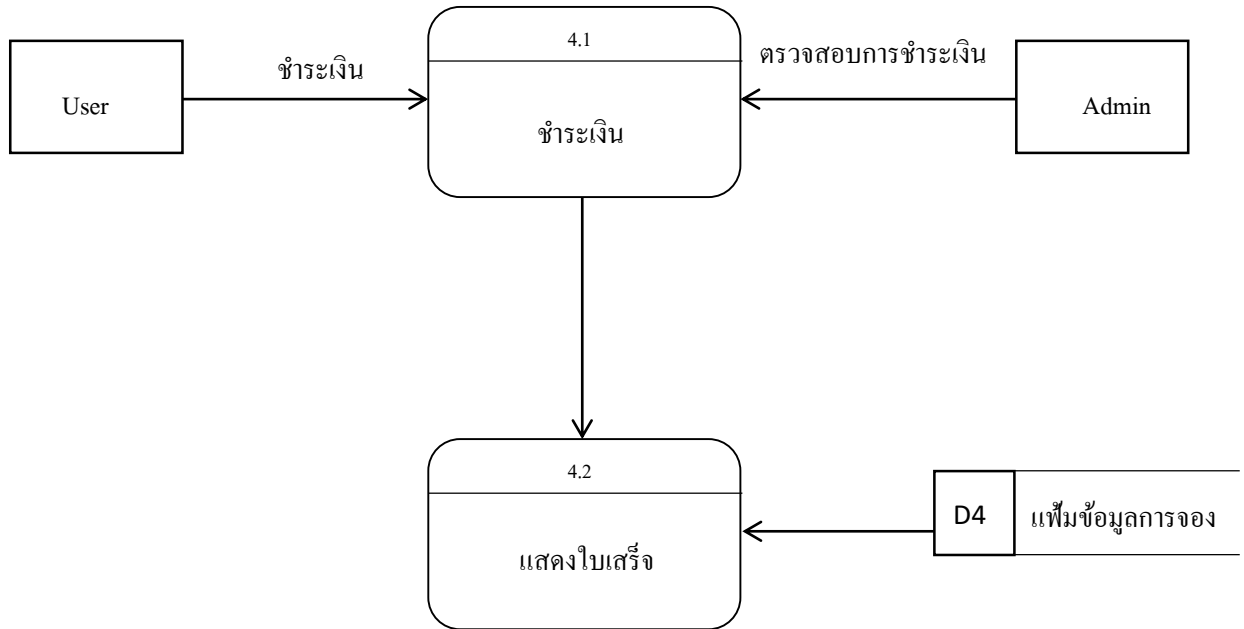 4.1
ชำระเงิน
ตรวจสอบการชำระเงิน
User
Admin
ชำระเงิน
4.2
D4
แฟ้มข้อมูลการจอง
แสดงใบเสร็จ